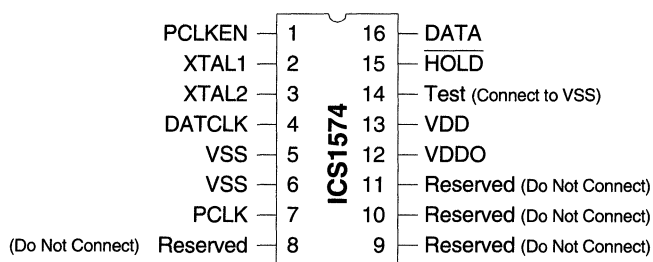 PCLKEN 1 16 DATA
XTAL1 2 15 HOLD
XTAL2 3 14 Test (Connect to VSS)
DATCLK 4 13 VDD
VSS 5 12 VDDO
VSS 6 11 Reserved (Do Not Connect)
PCLK 7 10 Reserved (Do Not Connect)
(Do Not Connect) Reserved 8 9 Reserved (Do Not Connect)
ICS1574